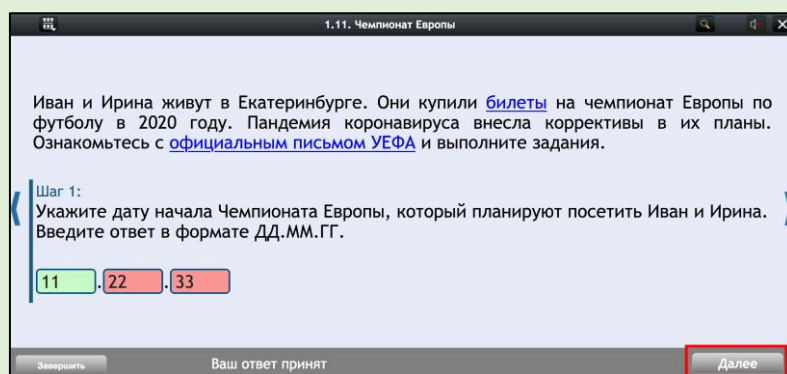 1.11. Чемпионат Европы
Иван и Ирина живут в Екатеринбурге. Они купили билеты на чемпионат Европы по
футболу в 2020 году. Пандемия коронавируса внесла коррективы в их планы.
Ознакомьтесь с официальным письмом УЕФА и выполните задания.
Шаг 1:
Укажите дату начала Чемпионата Европы, который планируют посетить Иван и Ирина.
Введите ответ в формате ДД.ММ.ГГ.
11 . 22 . 33
Завершить Ваш ответ принят Далее